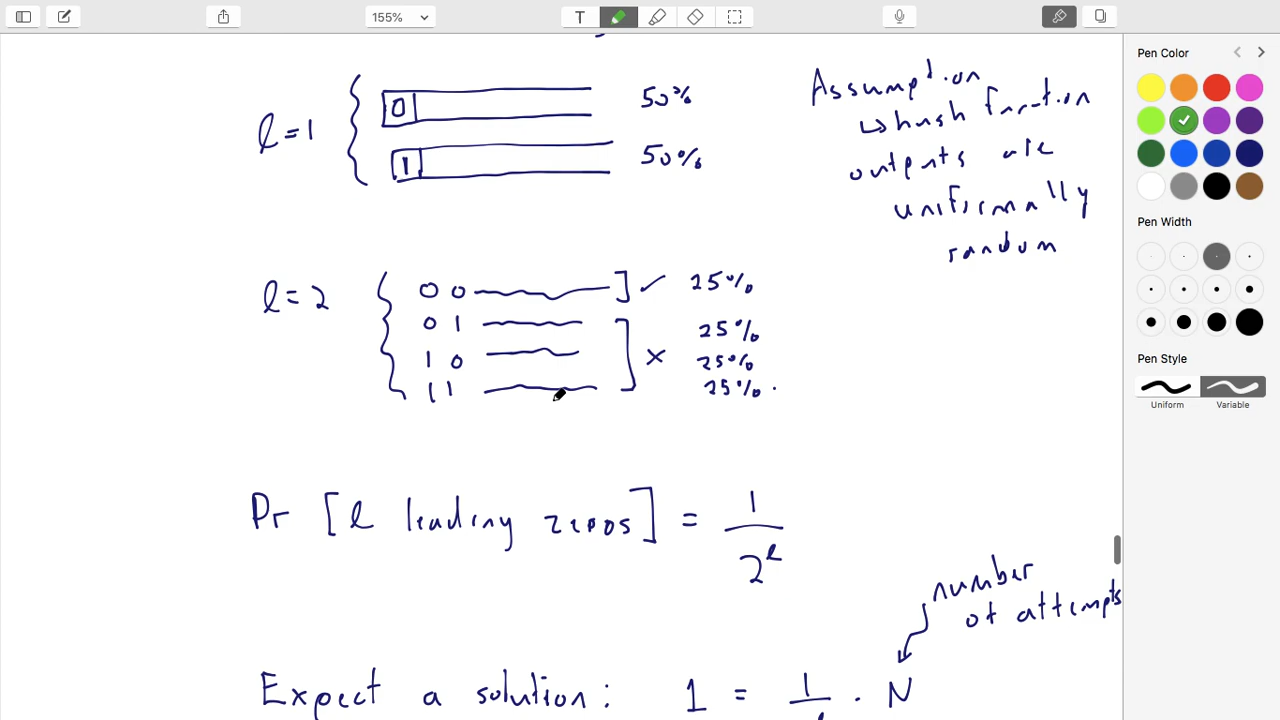 155%
T
l=1
0
50%
1
50%
Assumption
↳ hash function
outputs are
uniformally
random
l=2
0 0
✓ 25%
0 1
25%
1 0
× 25%
1 1
25%.
Pr [l leading zeros] = 1/2^l
number
of attempts
Expect a solution: 1 = 1/ · N
Pen Color
Pen Width
Pen Style
Uniform
Variable